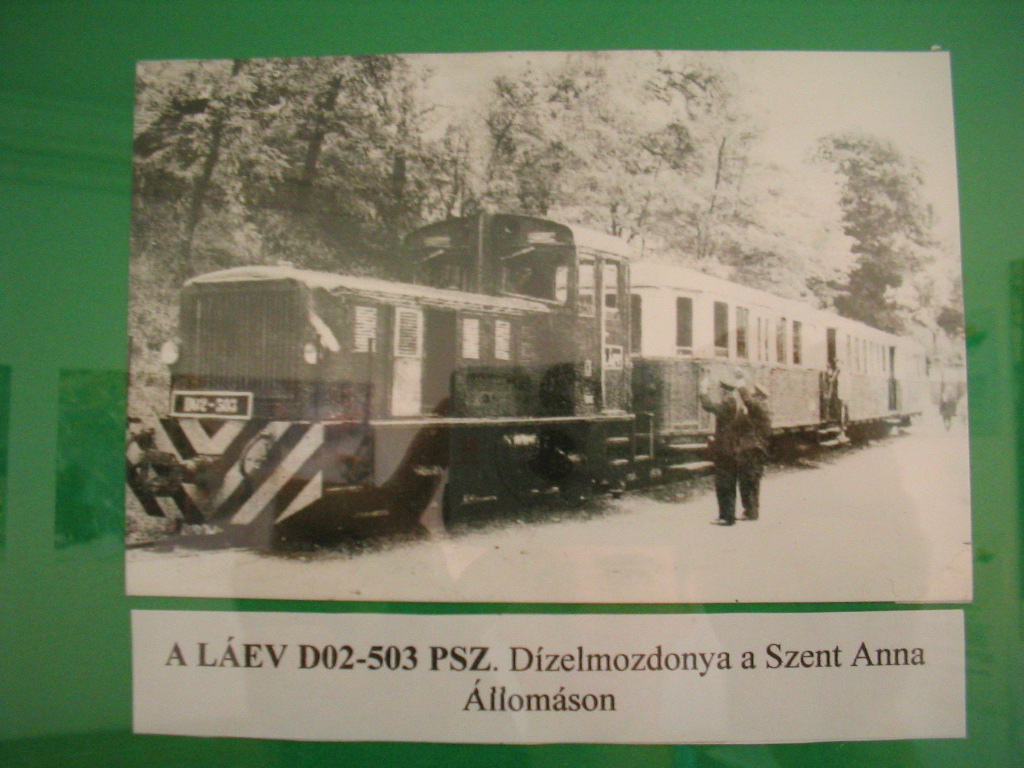 D02-503
A LÁEV D02-503 PSZ. Dízelmozdonya a Szent Anna
Állomáson